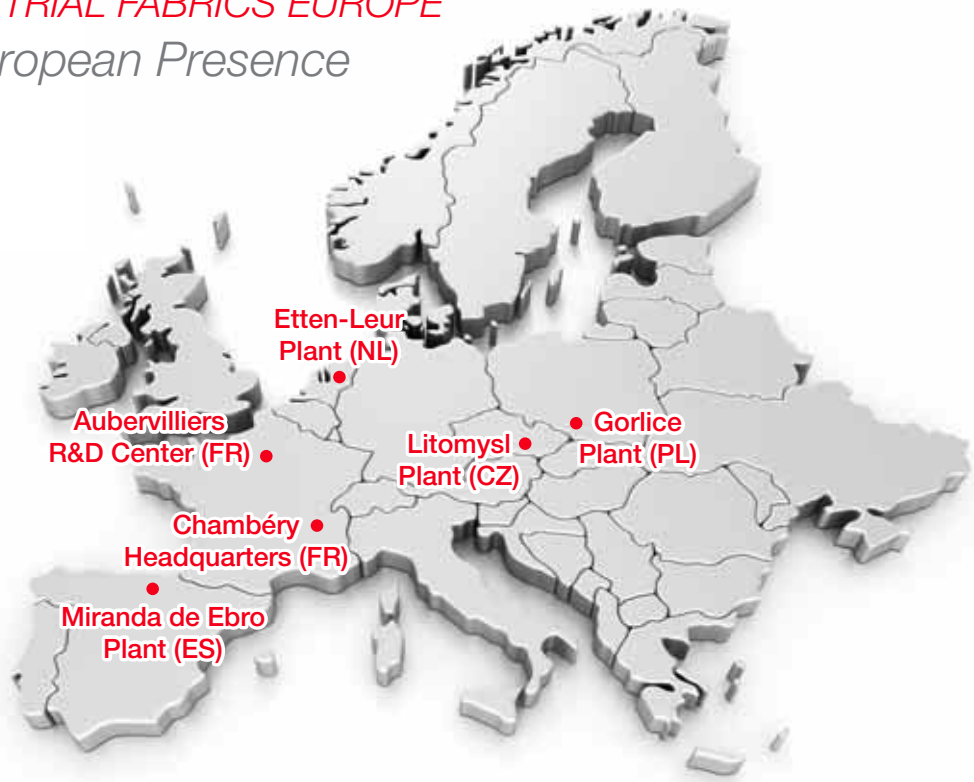 TRIAL FABRICS EUROPE
ropean Presence
Etten-Leur
Plant (NL)
Aubervilliers
R&D Center (FR)
Gorlice
Plant (PL)
Litomysl
Plant (CZ)
Chambéry
Headquarters (FR)
Miranda de Ebro
Plant (ES)